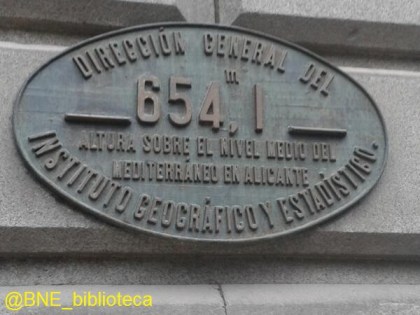 DIRECCIÓN GENERAL DEL
m
654,1
ALTURA SOBRE EL NIVEL MEDIO DEL
MEDITERRÁNEO EN ALICANTE
INSTITUTO GEOGRÁFICO Y ESTADÍSTICO.
@BNE_biblioteca